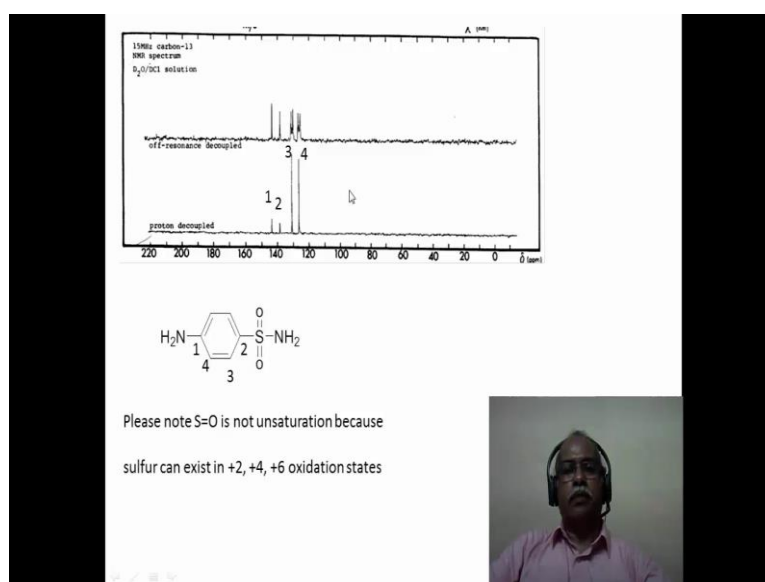 15MHz carbon-13
NMR spectrum
D2O/DCl solution
off-resonance decoupled
3 4
1 2
proton decoupled
220 200 180 160 140 120 100 80 60 40 20 0 δ (ppm)
O
H2N S NH2
1 2
4 O
3
Please note S=O is not unsaturation because
sulfur can exist in +2, +4, +6 oxidation states